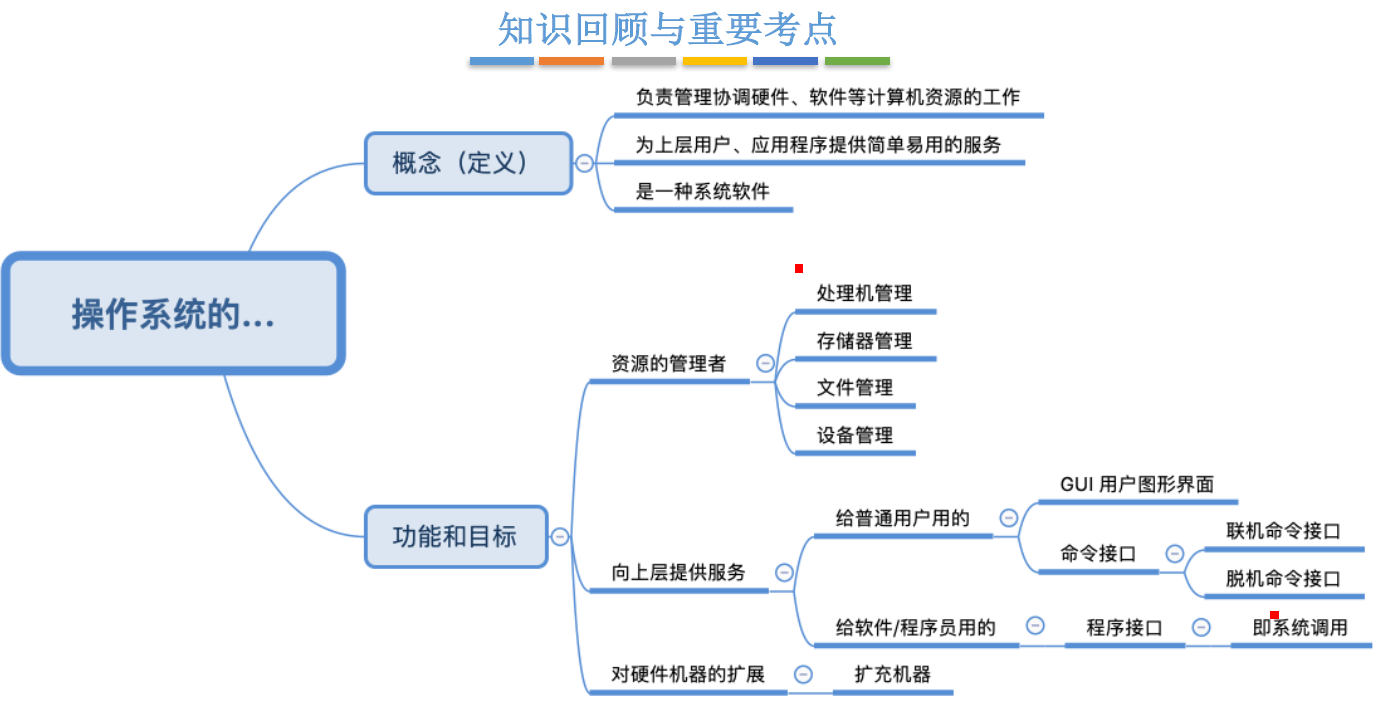 知识回顾与重要考点
负责管理协调硬件、软件等计算机资源的工作
概念（定义）
为上层用户、应用程序提供简单易用的服务
是一种系统软件
操作系统的...
处理机管理
存储器管理
资源的管理者
文件管理
设备管理
GUI 用户图形界面
给普通用户用的
联机命令接口
命令接口
脱机命令接口
功能和目标
向上层提供服务
给软件/程序员用的
程序接口
即系统调用
对硬件机器的扩展
扩充机器